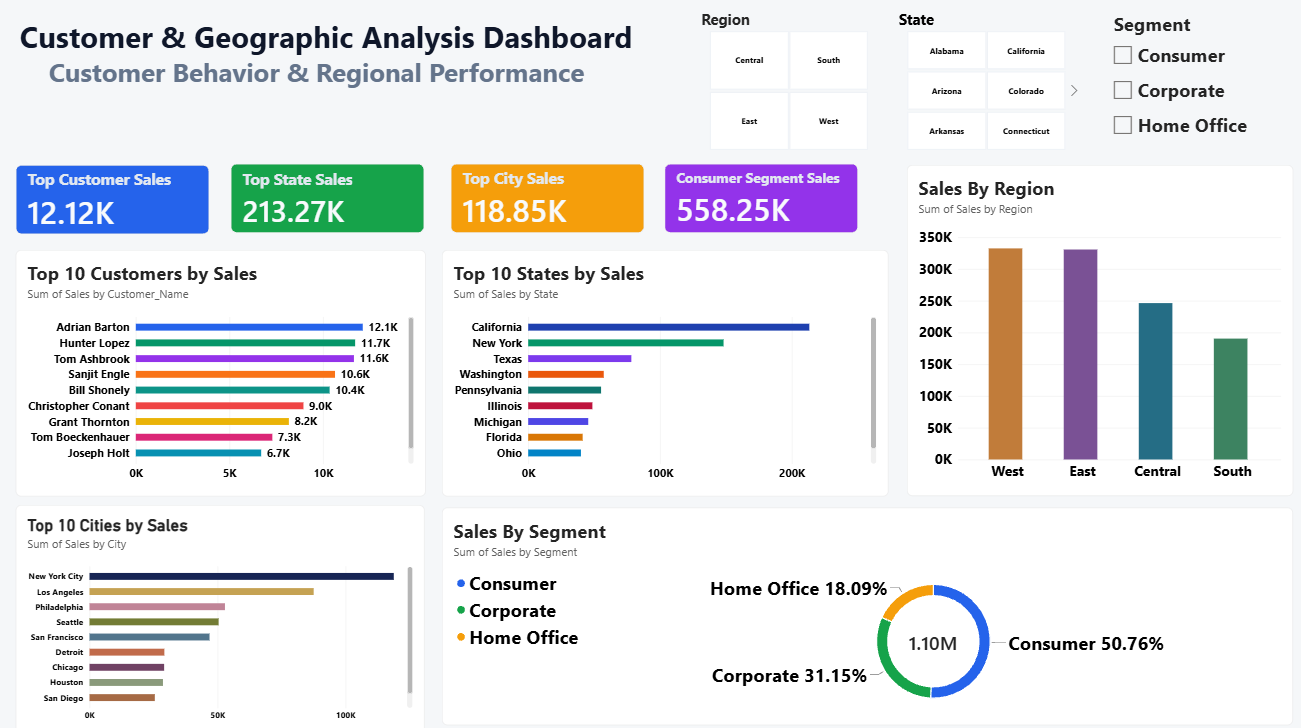 Customer & Geographic Analysis Dashboard
Customer Behavior & Regional Performance
Region
Central
South
East
West
State
Alabama
California
Arizona
Colorado
Arkansas
Connecticut
Segment
Consumer
Corporate
Home Office
Top Customer Sales
12.12K
Top State Sales
213.27K
Top City Sales
118.85K
Consumer Segment Sales
558.25K
Top 10 Customers by Sales
Sum of Sales by Customer_Name
Adrian Barton 12.1K
Hunter Lopez 11.7K
Tom Ashbrook 11.6K
Sanjit Engle 10.6K
Bill Shonely 10.4K
Christopher Conant 9.0K
Grant Thornton 8.2K
Tom Boeckenhauer 7.3K
Joseph Holt 6.7K
0K 5K 10K
Top 10 States by Sales
Sum of Sales by State
California
New York
Texas
Washington
Pennsylvania
Illinois
Michigan
Florida
Ohio
0K 100K 200K
Sales By Region
Sum of Sales by Region
350K
300K
250K
200K
150K
100K
50K
0K
West East Central South
Top 10 Cities by Sales
Sum of Sales by City
New York City
Los Angeles
Philadelphia
Seattle
San Francisco
Detroit
Chicago
Houston
San Diego
0K 50K 100K
Sales By Segment
Sum of Sales by Segment
Consumer
Corporate
Home Office
Home Office 18.09%
1.10M
Consumer 50.76%
Corporate 31.15%